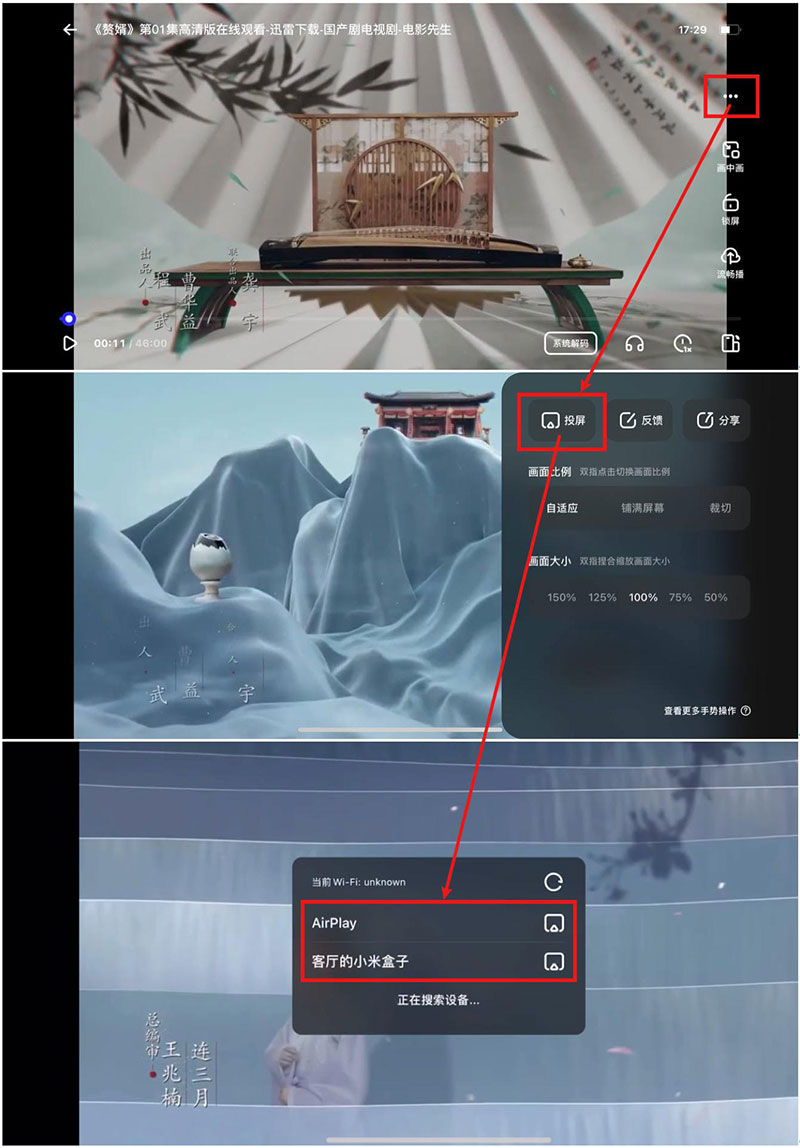 《赘婿》第01集高清版在线观看-迅雷下载-国产剧电视剧-电影先生
17:29
画中画
锁屏
流畅播
出品人
程武
曹华益
联合出品人
龚宇
00:11 / 46:00
系统解码
1x
投屏
反馈
分享
画面比例 双指点击切换画面比例
自适应 铺满屏幕 裁切
画面大小 双指捏合缩放画面大小
150% 125% 100% 75% 50%
出
人
武
曹
益
人
宇
查看更多手势操作
当前 Wi-Fi: unknown
AirPlay
客厅的小米盒子
正在搜索设备...
总编审
王兆楠
连三月